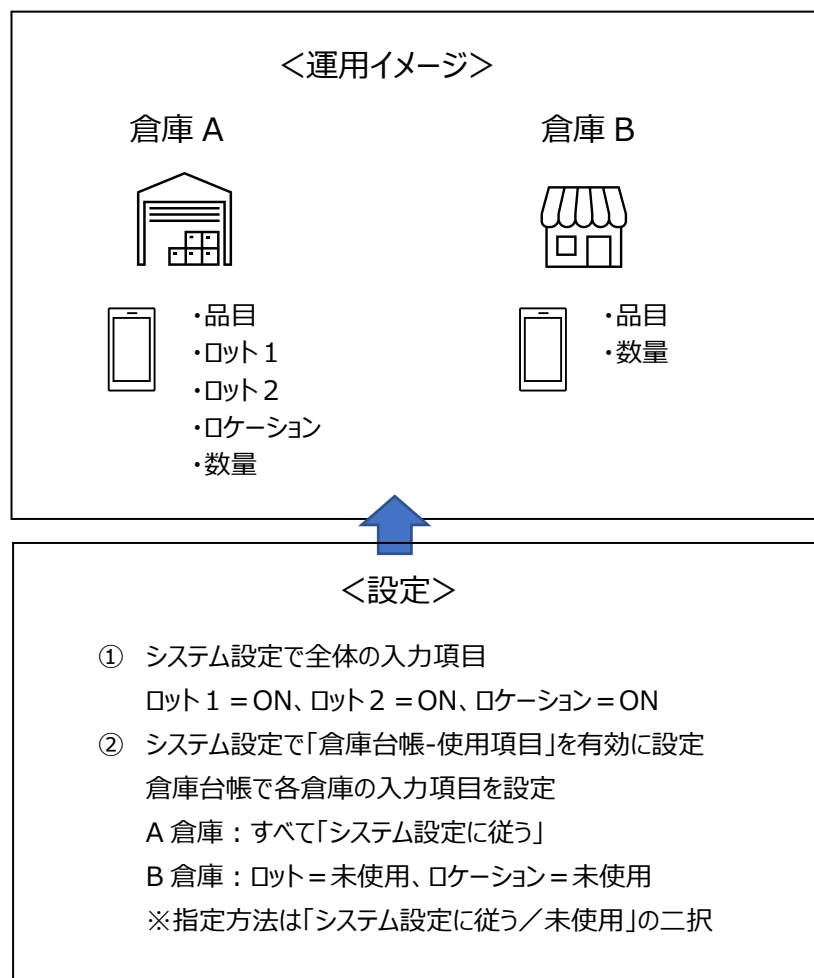 ＜運用イメージ＞
倉庫 A
倉庫 B
・品目
・ロット１
・ロット２
・ロケーション
・数量
・品目
・数量
＜設定＞
① システム設定で全体の入力項目
ロット１＝ON、ロット２＝ON、ロケーション＝ON
② システム設定で「倉庫台帳-使用項目」を有効に設定
倉庫台帳で各倉庫の入力項目を設定
A 倉庫：すべて「システム設定に従う」
B 倉庫：ロット＝未使用、ロケーション＝未使用
※指定方法は「システム設定に従う／未使用」の二択